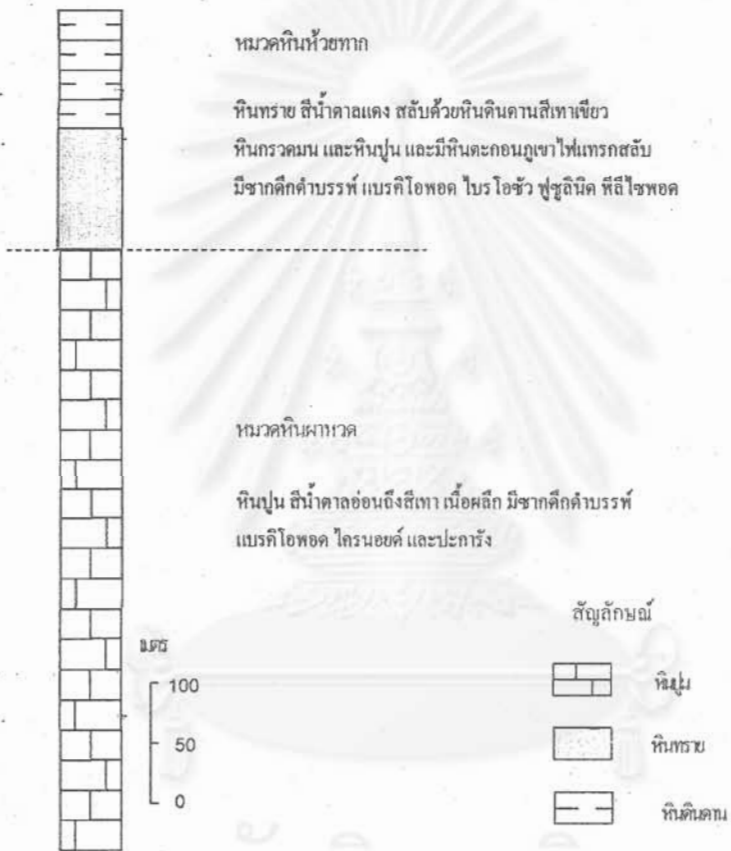 หมวดหินห้วยทาก
หินทราย สีน้ำตาลแดง สลับด้วยหินดินดานสีเทาเขียว
หินกรวดมน และหินปูน และมีหินตะกอนภูเขาไฟแทรกสลับ
มีซากดึกดำบรรพ์ แบรคิโอพอด ไบรโอซัว ฟูซูลินิด พีลีไซพอด
หมวดหินผาหวด
หินปูน สีน้ำตาลอ่อนถึงสีเทา เนื้อผลึก มีซากดึกดำบรรพ์
แบรคิโอพอด ไครนอยด์ และปะการัง
สัญลักษณ์
เมตร
100
50
0
หินปูน
หินทราย
หินดินดาน